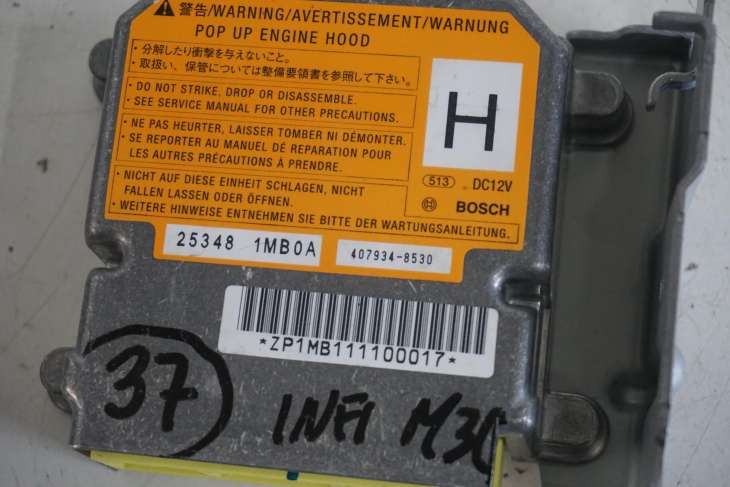 警告/WARNING/AVERTISSEMENT/WARNUNG
POP UP ENGINE HOOD
・分解したり衝撃を与えないこと。
・取扱い、保管については整備要領書を参照して下さい。
・DO NOT STRIKE, DROP OR DISASSEMBLE.
・SEE SERVICE MANUAL FOR OTHER PRECAUTIONS.
・NE PAS HEURTER, LAISSER TOMBER NI DÉMONTER.
・SE REPORTER AU MANUEL DE RÉPARATION POUR
LES AUTRES PRÉCAUTIONS À PRENDRE.
・NICHT AUF DIESE EINHEIT SCHLAGEN, NICHT
FALLEN LASSEN ODER ÖFFNEN.
・WEITERE HINWEISE ENTNEHMEN SIE BITTE DER WARTUNGSANLEITUNG.
H
513 DC12V
BOSCH
25348 1MB0A
407934-8530
*ZP1MB111100017*
37
INFI M30